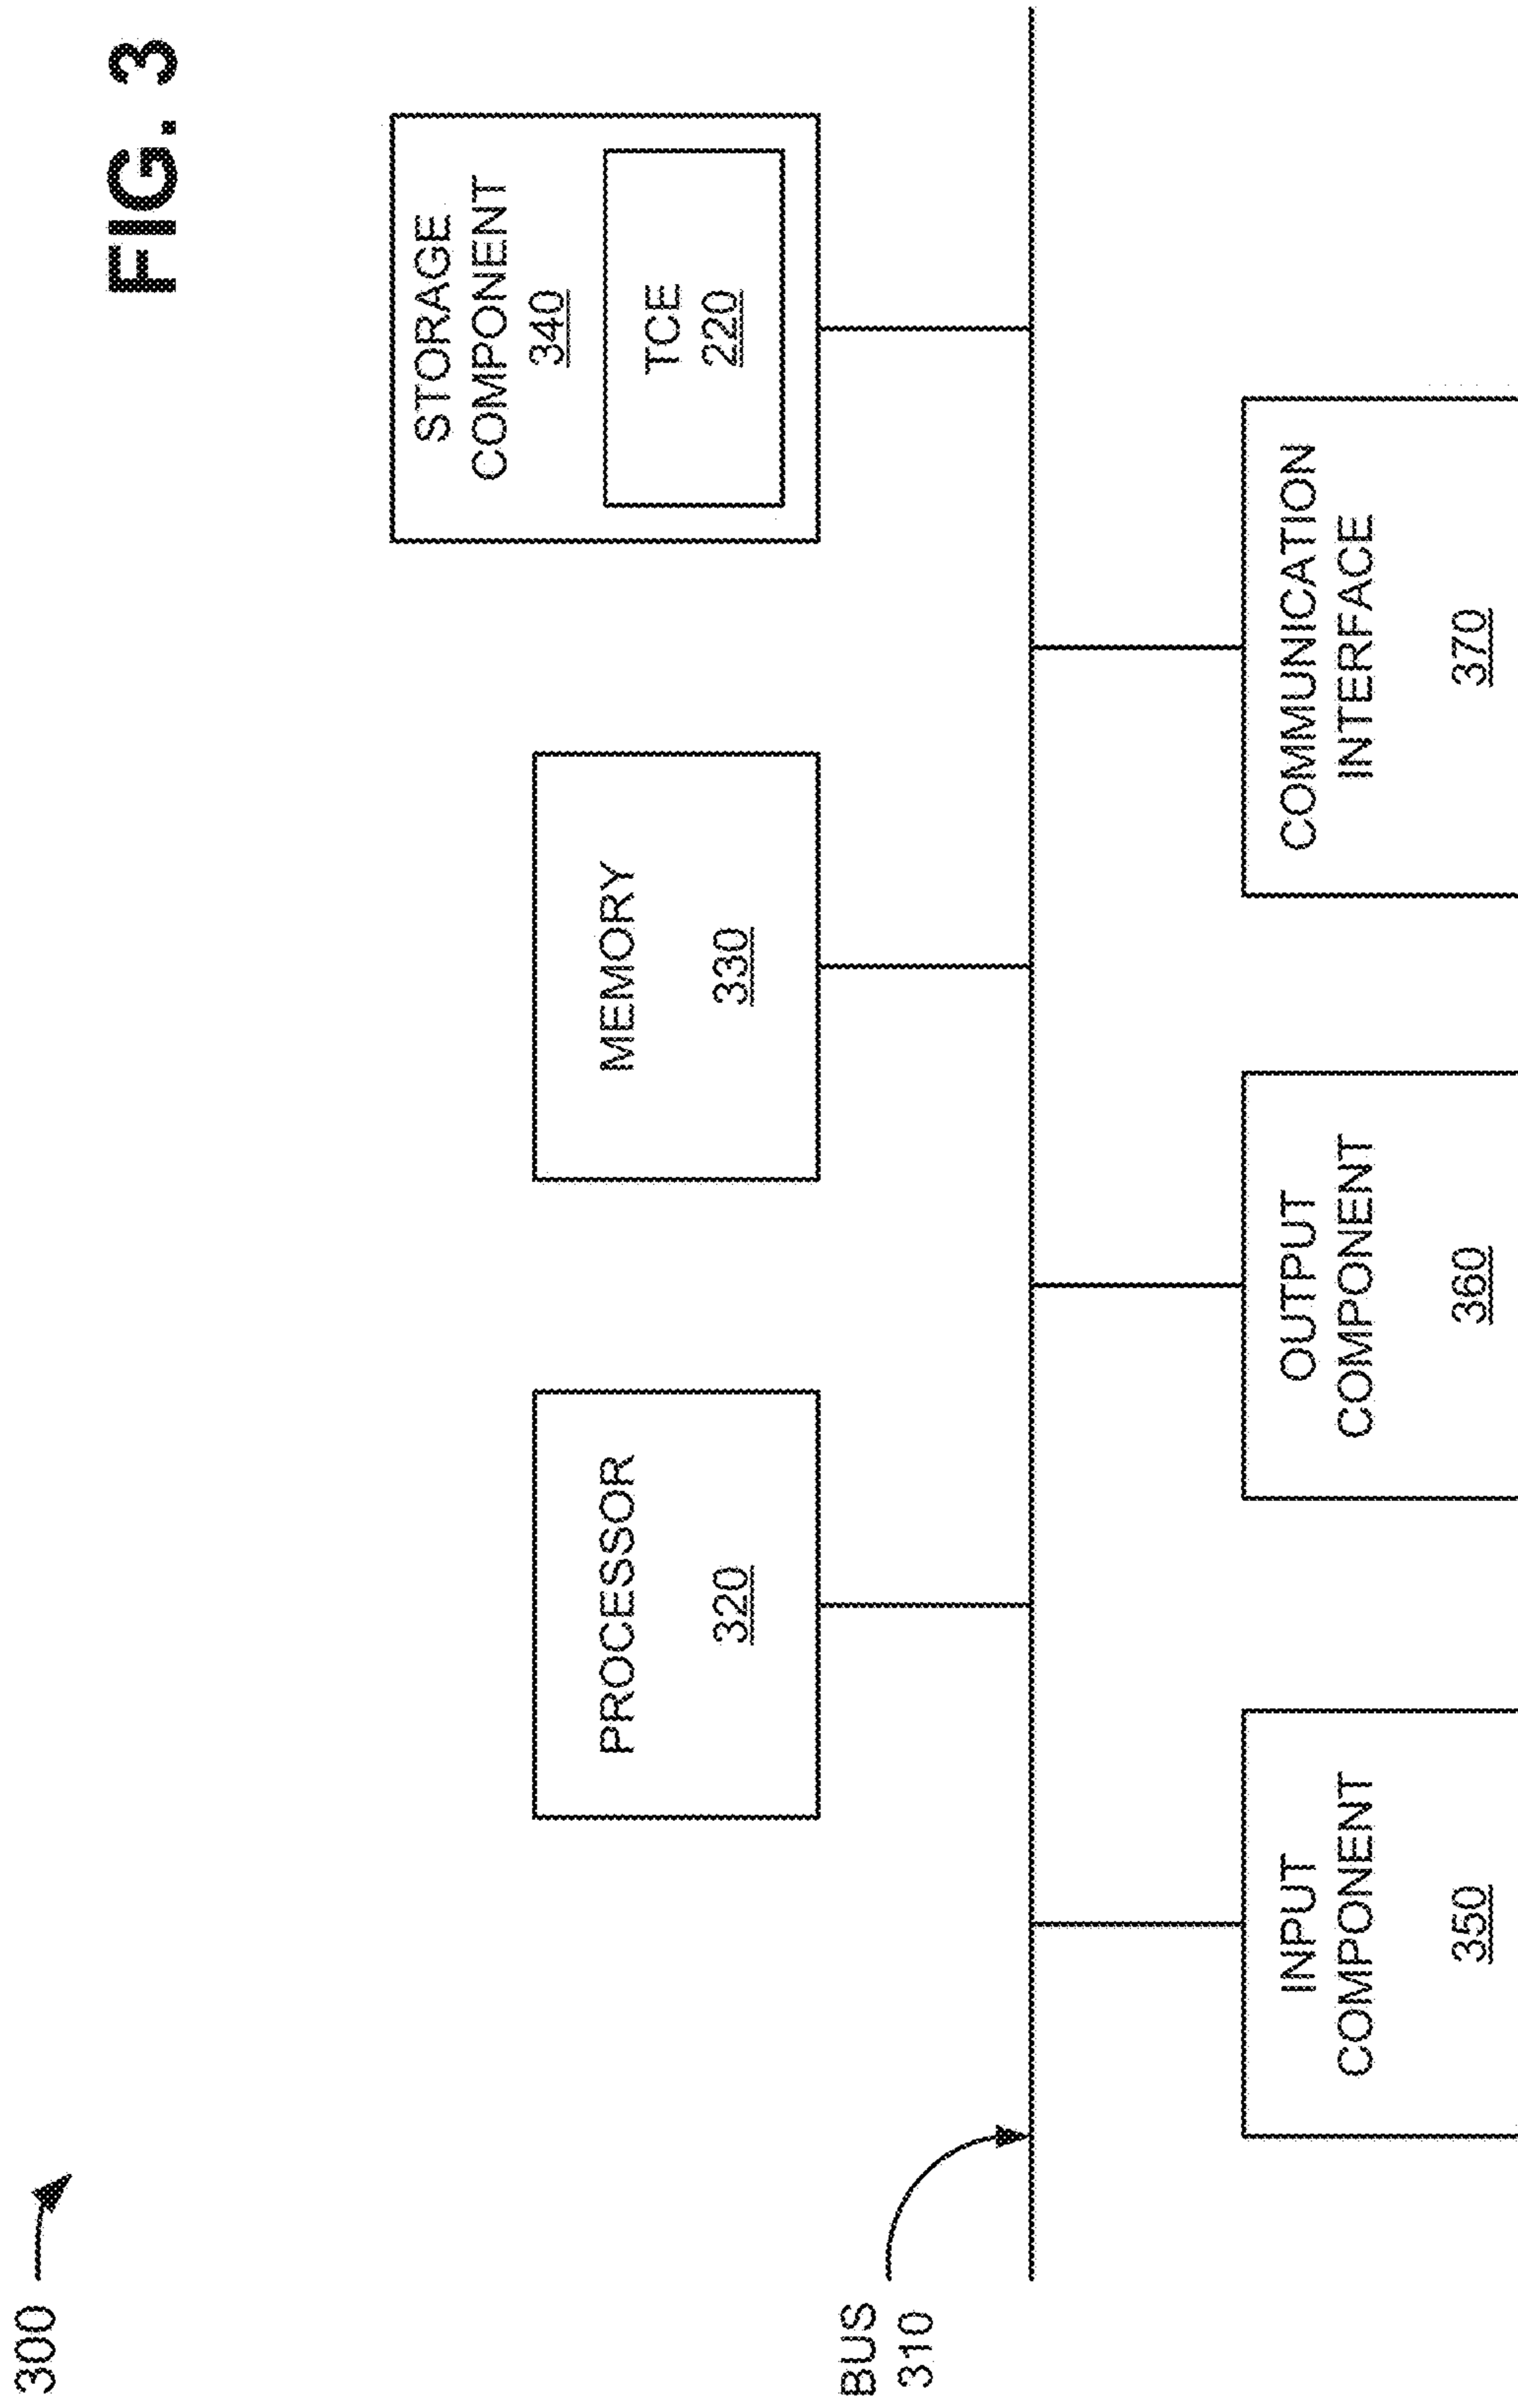 FIG. 3
300
PROCESSOR
320
MEMORY
330
STORAGE
COMPONENT
340
TCE
220
BUS
310
INPUT
COMPONENT
350
OUTPUT
COMPONENT
360
COMMUNICATION
INTERFACE
370